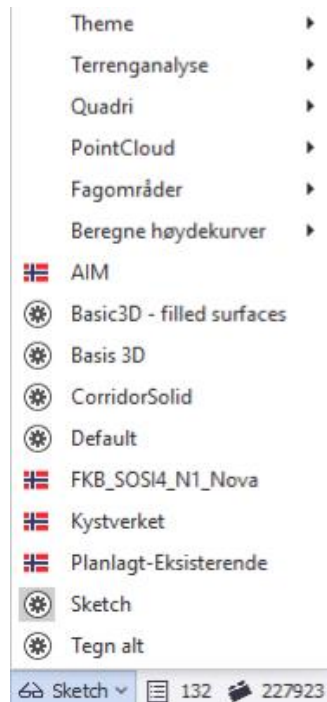 Theme
Terrenganalyse
Quadri
PointCloud
Fagområder
Beregne høydekurver
AIM
Basic3D - filled surfaces
Basis 3D
CorridorSolid
Default
FKB_SOSI4_N1_Nova
Kystverket
Planlagt-Eksisterende
Sketch
Tegn alt
Sketch 132 227923